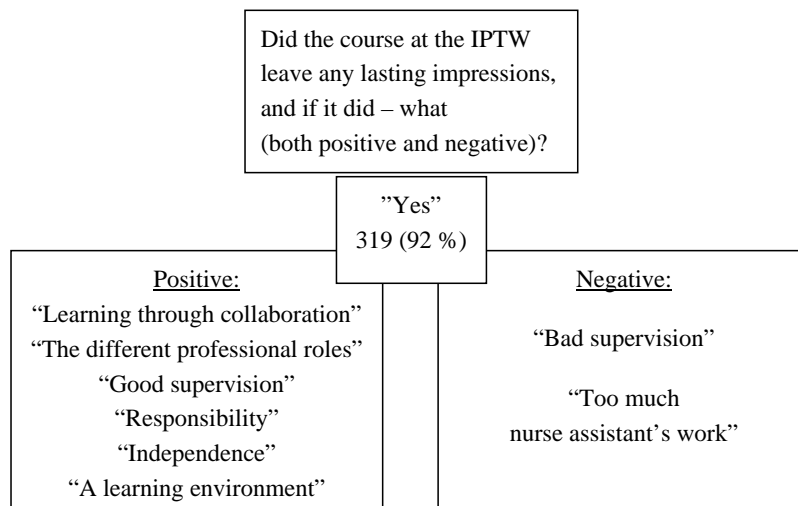 Did the course at the IPTW
leave any lasting impressions,
and if it did – what
(both positive and negative)?
”Yes”
319 (92 %)
Positive:
“Learning through collaboration”
“The different professional roles”
“Good supervision”
“Responsibility”
“Independence”
“A learning environment”
Negative:
“Bad supervision”
“Too much
nurse assistant’s work”